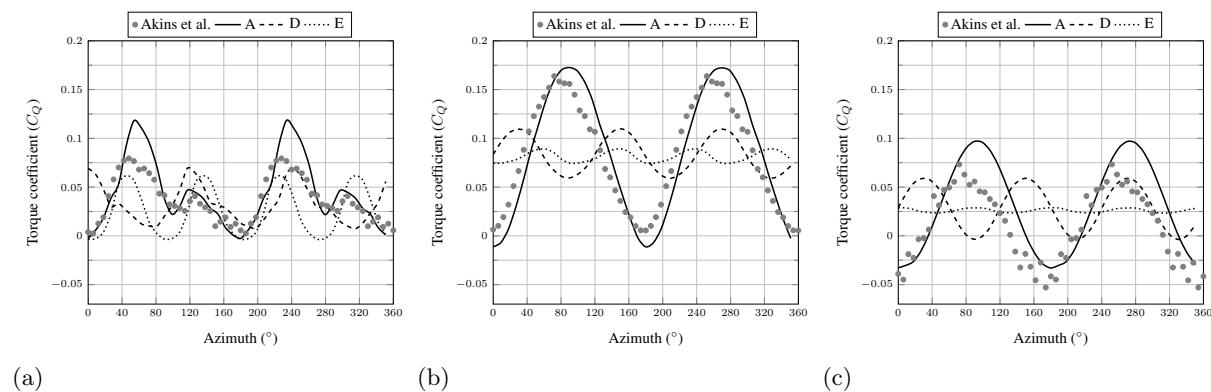 Akins et al. A D E
0.2
0.15
0.1
0.05
0
−0.05
0 40 80 120 160 200 240 280 320 360
Torque coefficient (C_Q)
Azimuth (°)
(a)
Akins et al. A D E
0.2
0.15
0.1
0.05
0
−0.05
0 40 80 120 160 200 240 280 320 360
Torque coefficient (C_Q)
Azimuth (°)
(b)
Akins et al. A D E
0.2
0.15
0.1
0.05
0
−0.05
0 40 80 120 160 200 240 280 320 360
Torque coefficient (C_Q)
Azimuth (°)
(c)